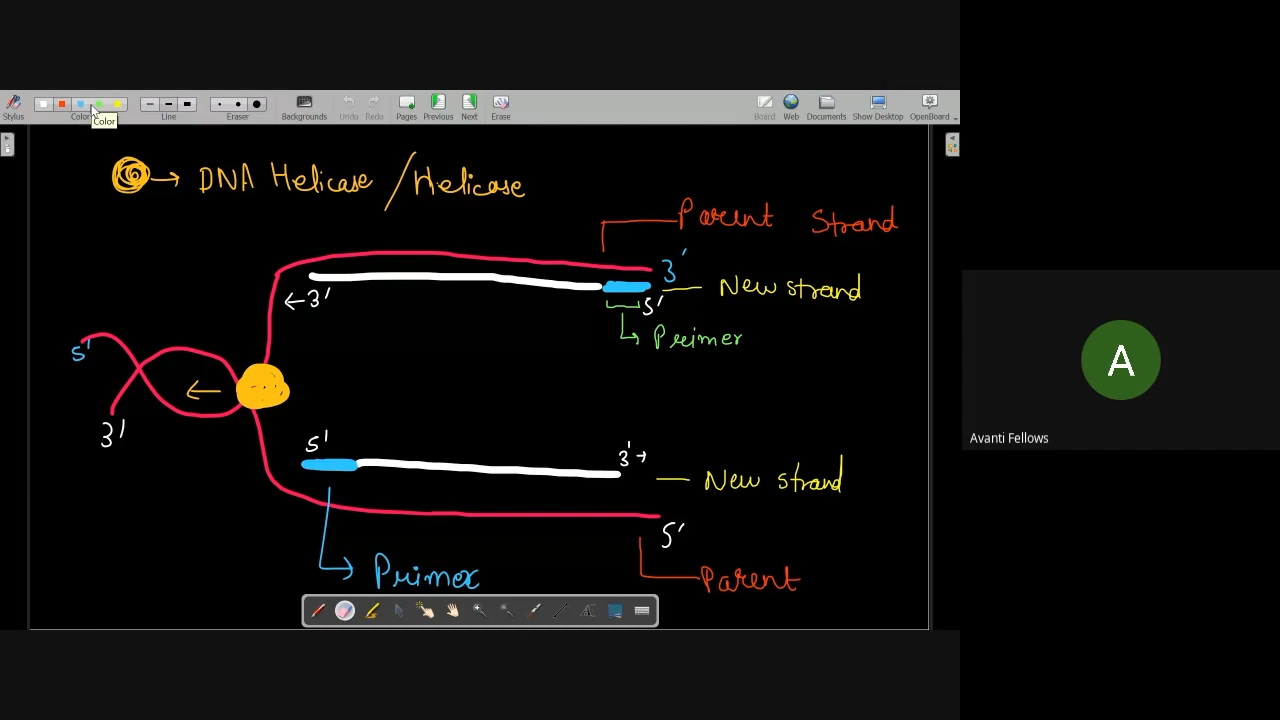 Stylus
Color
Line
Eraser
Backgrounds
Undo
Redo
Pages
Previous
Next
Erase
Board
Web
Documents
Show Desktop
OpenBoard
Color
DNA Helicase / Helicase
Parent Strand
3'
New strand
← 3'
5'
Primer
5'
←
3'
5'
3' →
New strand
5'
Primer
Parent
A
Avanti Fellows